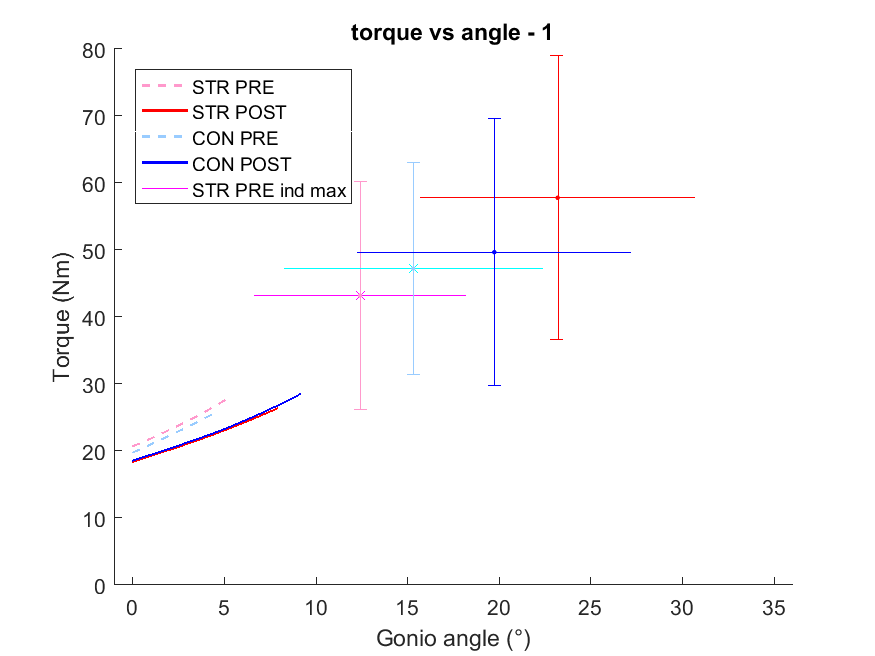 torque vs angle - 1
80
70
60
50
40
30
20
10
0
Torque (Nm)
STR PRE
STR POST
CON PRE
CON POST
STR PRE ind max
0 5 10 15 20 25 30 35
Gonio angle (°)